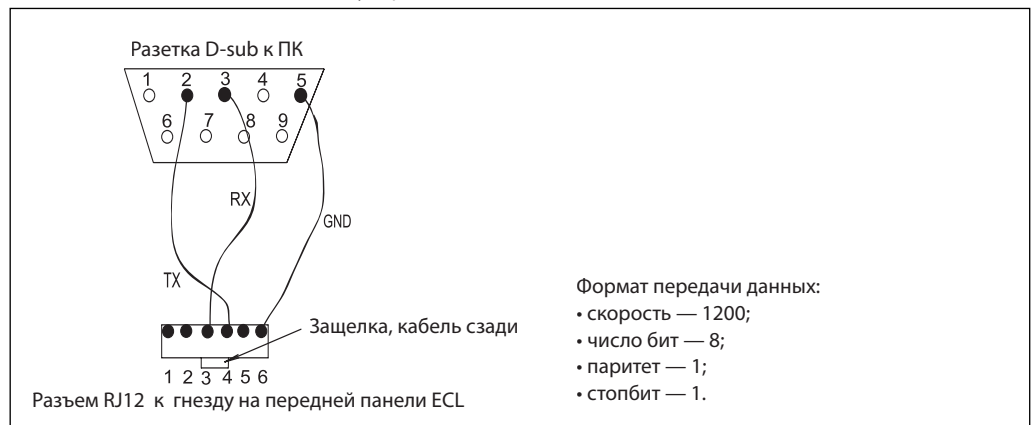 Разетка D-sub к ПК
1 2 3 4 5
6 7 8 9
RX
GND
TX
Защелка, кабель сзади
1 2 3 4 5 6
Разъем RJ12 к гнезду на передней панели ECL
Формат передачи данных:
• скорость — 1200;
• число бит — 8;
• паритет — 1;
• стопбит — 1.